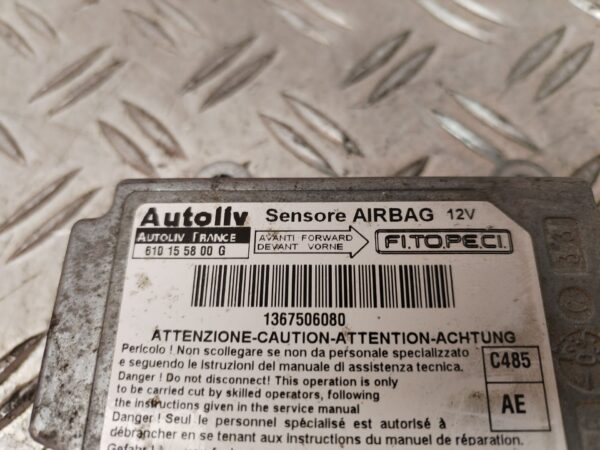 Autoliv Sensore AIRBAG 12V
AUTOLIV FRANCE
610 15 58 00 G
AVANTI FORWARD
DEVANT VORNE
FI.TO.PE.CI.
1367506080
ATTENZIONE-CAUTION-ATTENTION-ACHTUNG
Pericolo ! Non scollegare se non da personale specializzato
e seguendo le istruzioni del manuale di assistenza tecnica.
Danger ! Do not disconnect! This operation is only
to be carried cut by skilled operators, following
the instructions given in the service manual
Danger ! Seul le personnel spécialisé est autorisé à
débrancher en se tenant aux instructions du manuel de réparation.
C485
AE